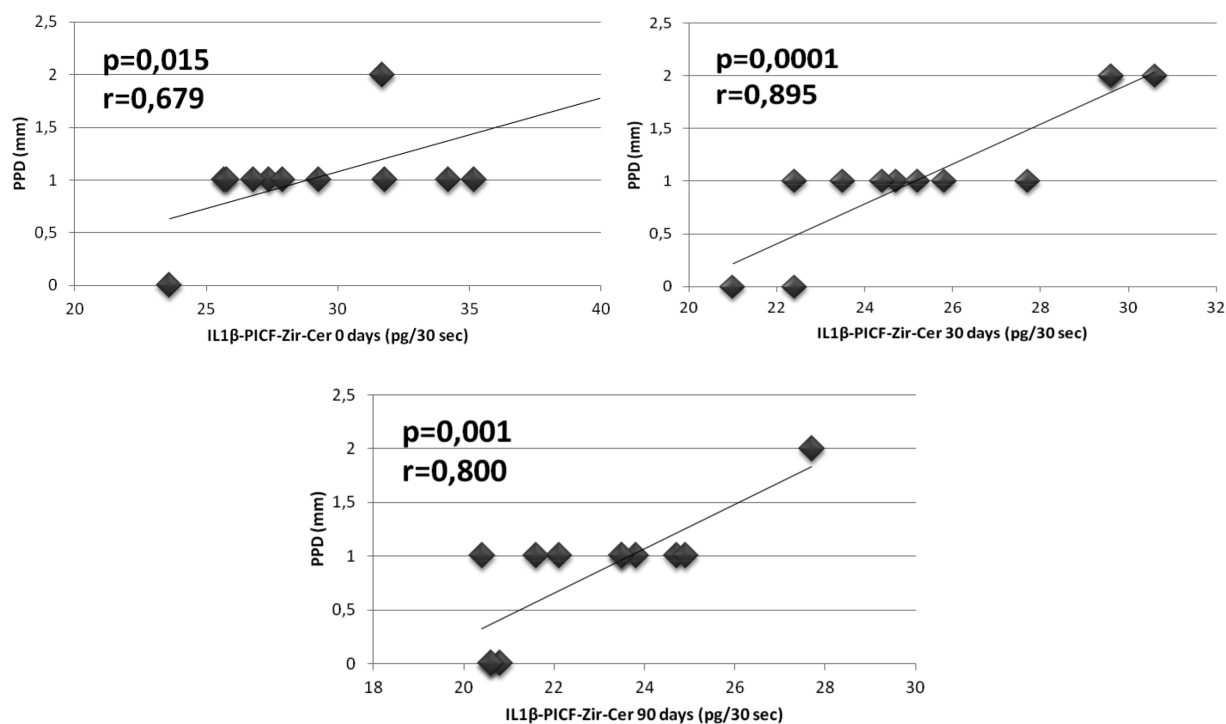 2,5
p=0,015
2
r=0,679
1,5
PPD (mm)
1
0,5
0
20 25 30 35 40
IL1β-PICF-Zir-Cer 0 days (pg/30 sec)
2,5
p=0,0001
2
r=0,895
1,5
PPD (mm)
1
0,5
0
20 22 24 26 28 30 32
IL1β-PICF-Zir-Cer 30 days (pg/30 sec)
2,5
p=0,001
2
r=0,800
1,5
PPD (mm)
1
0,5
0
18 20 22 24 26 28 30
IL1β-PICF-Zir-Cer 90 days (pg/30 sec)